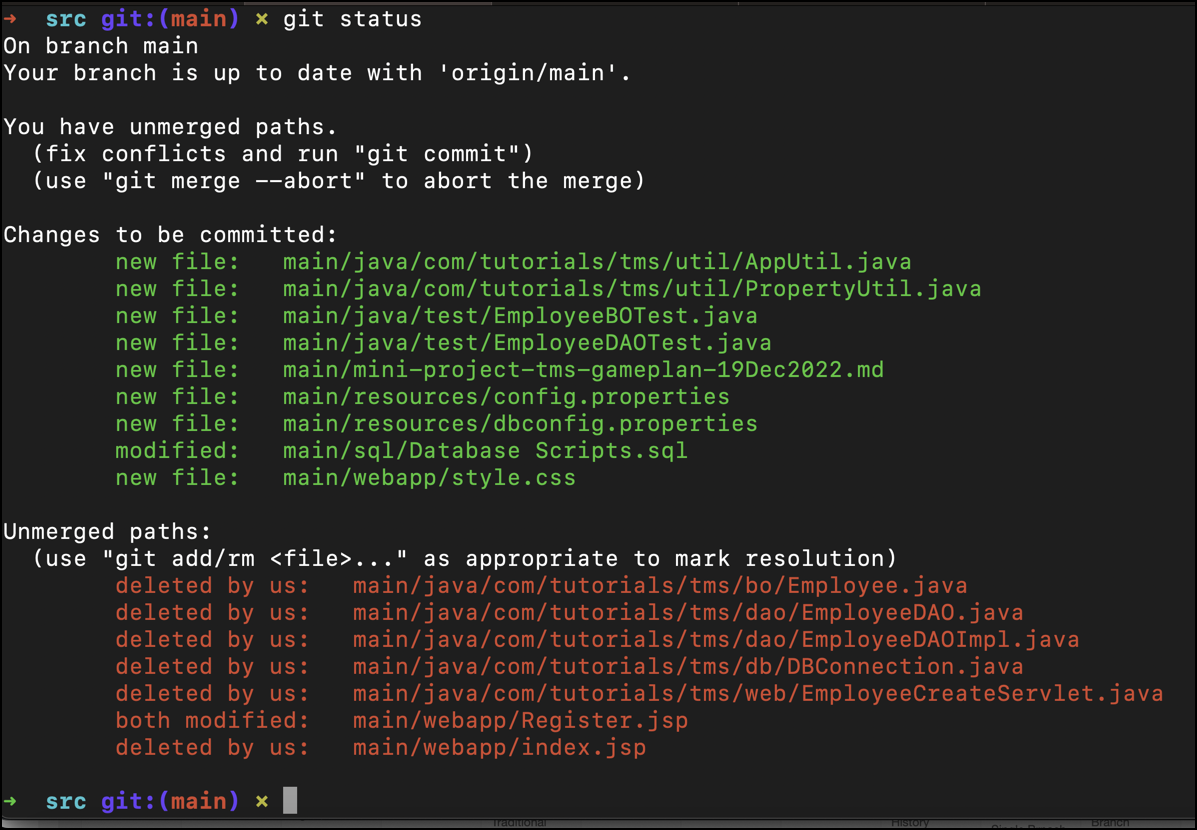 ➜  src git:(main) ✗ git status
On branch main
Your branch is up to date with 'origin/main'.
You have unmerged paths.
  (fix conflicts and run "git commit")
  (use "git merge --abort" to abort the merge)
Changes to be committed:
        new file:   main/java/com/tutorials/tms/util/AppUtil.java
        new file:   main/java/com/tutorials/tms/util/PropertyUtil.java
        new file:   main/java/test/EmployeeBOTest.java
        new file:   main/java/test/EmployeeDAOTest.java
        new file:   main/mini-project-tms-gameplan-19Dec2022.md
        new file:   main/resources/config.properties
        new file:   main/resources/dbconfig.properties
        modified:   main/sql/Database Scripts.sql
        new file:   main/webapp/style.css
Unmerged paths:
  (use "git add/rm <file>..." as appropriate to mark resolution)
        deleted by us:   main/java/com/tutorials/tms/bo/Employee.java
        deleted by us:   main/java/com/tutorials/tms/dao/EmployeeDAO.java
        deleted by us:   main/java/com/tutorials/tms/dao/EmployeeDAOImpl.java
        deleted by us:   main/java/com/tutorials/tms/db/DBConnection.java
        deleted by us:   main/java/com/tutorials/tms/web/EmployeeCreateServlet.java
        both modified:   main/webapp/Register.jsp
        deleted by us:   main/webapp/index.jsp
➜  src git:(main) ✗